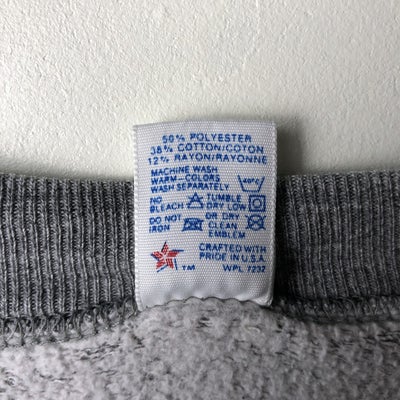 50% POLYESTER
38% COTTON/COTON
12% RAYON/RAYONNE
MACHINE WASH
WARM-COLORS
WASH SEPARATELY
NO BLEACH TUMBLE DRY LOW
DO NOT IRON OR DRY CLEAN EMBLEM
CRAFTED WITH
PRIDE IN U.S.A.
TM
WPL 7232